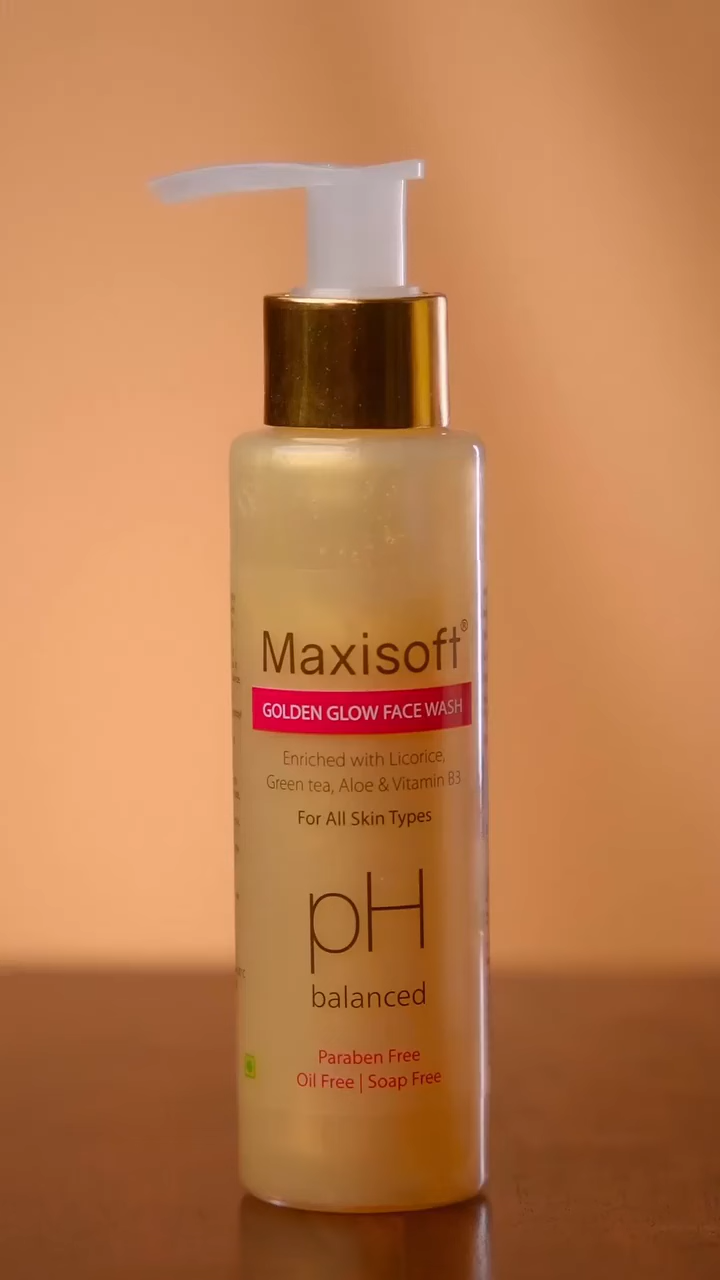 Maxisoft®
GOLDEN GLOW FACE WASH
Enriched with Licorice,
Green tea, Aloe & Vitamin B3
For All Skin Types
pH
balanced
Paraben Free
Oil Free | Soap Free